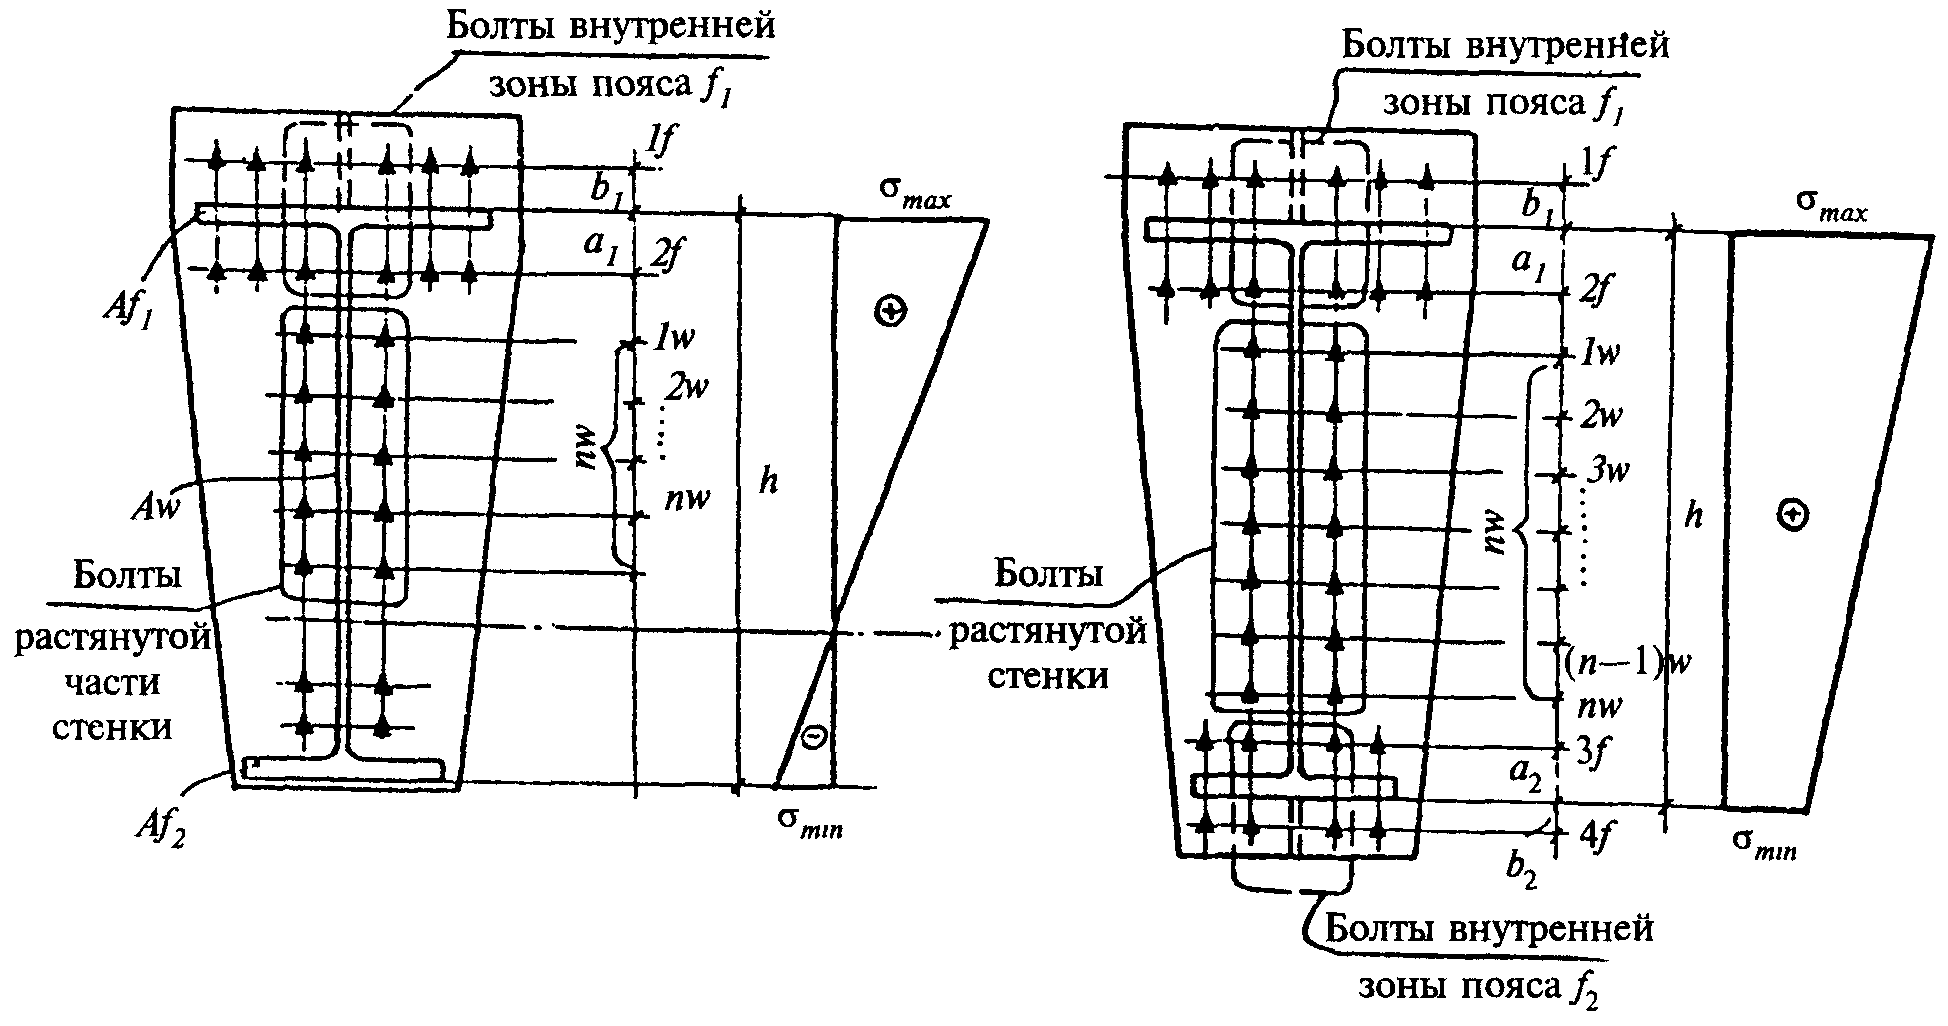 Болты внутренней
зоны пояса f₁
1f
b₁
a₁
2f
Af₁
1w
2w
nw
nw
Aw
h
σmax
⊕
⊖
σmin
Болты
растянутой
части
стенки
Af₂
Болты внутренней
зоны пояса f₁
1f
b₁
a₁
2f
1w
2w
3w
nw
(n—1)w
nw
3f
a₂
4f
b₂
h
σmax
⊕
σmin
Болты
растянутой
стенки
Болты внутренней
зоны пояса f₂